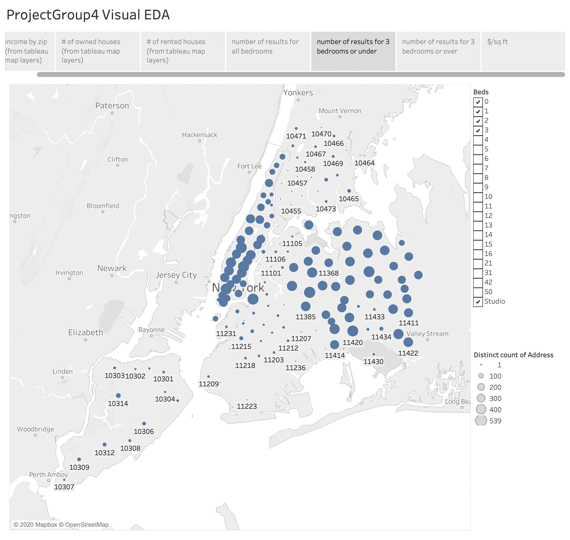 ProjectGroup4 Visual EDA
income by zip
(from tableau
map layers)
# of owned houses
(from tableau map
layers)
# of rented houses
(from tableau map
layers)
number of results for
all bedrooms
number of results for 3
bedrooms or under
number of results for 3
bedrooms or over
$/sq ft
Yonkers
Paterson
Mount Vernon
Hackensack
10471 10470
10466
10467
Clifton
Fort Lee
10458
10469
10464
10457
10465
Bloomfield
10455
10473
ngston
11105
11106
Irvington
Newark
Jersey City
11101
11368
New York
Elizabeth
Bayonne
11231
11385
11433
11411
11215
11207
11420
11434
Valley Stream
11212
11414
11422
11218
11203
11430
Linden
10303 10302
10301
11236
11209
10314
10304
11223
Long Bea
Woodbridge
10306
10312
10308
Perth Amboy
10309
10307
© 2020 Mapbox © OpenStreetMap
Beds
0
1
2
3
4
5
6
7
8
9
10
11
12
13
14
15
16
21
31
42
50
Studio
Distinct count of Address
1
100
200
300
400
539